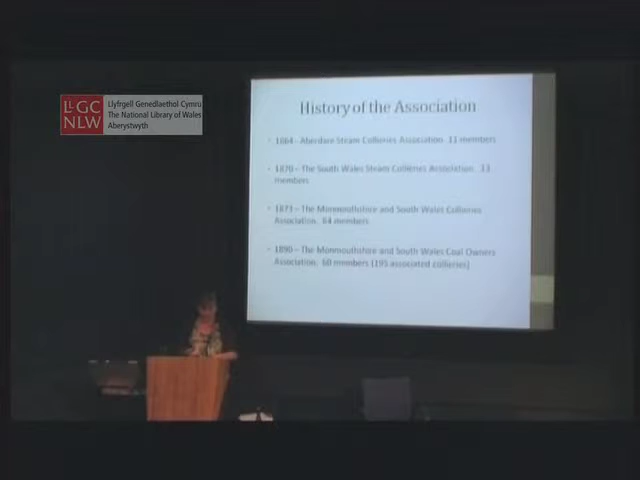 LLGC
NLW
Llyfrgell Genedlaethol Cymru
The National Library of Wales
Aberystwyth
History of the Association
1864 - Aberdare Steam Collieries Association 11 members
1870 – The South Wales Steam Collieries Association. 33
members
1873 – The Monmouthshire and South Wales Collieries
Association. 84 members
1890 – The Monmouthshire and South Wales Coal Owners
Association. 60 members (195 associated collieries)